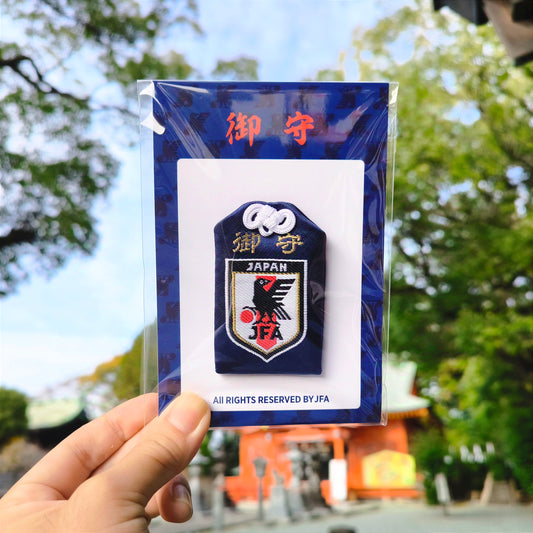 御守
御守
JAPAN
JFA
All RIGHTS RESERVED BY JFA